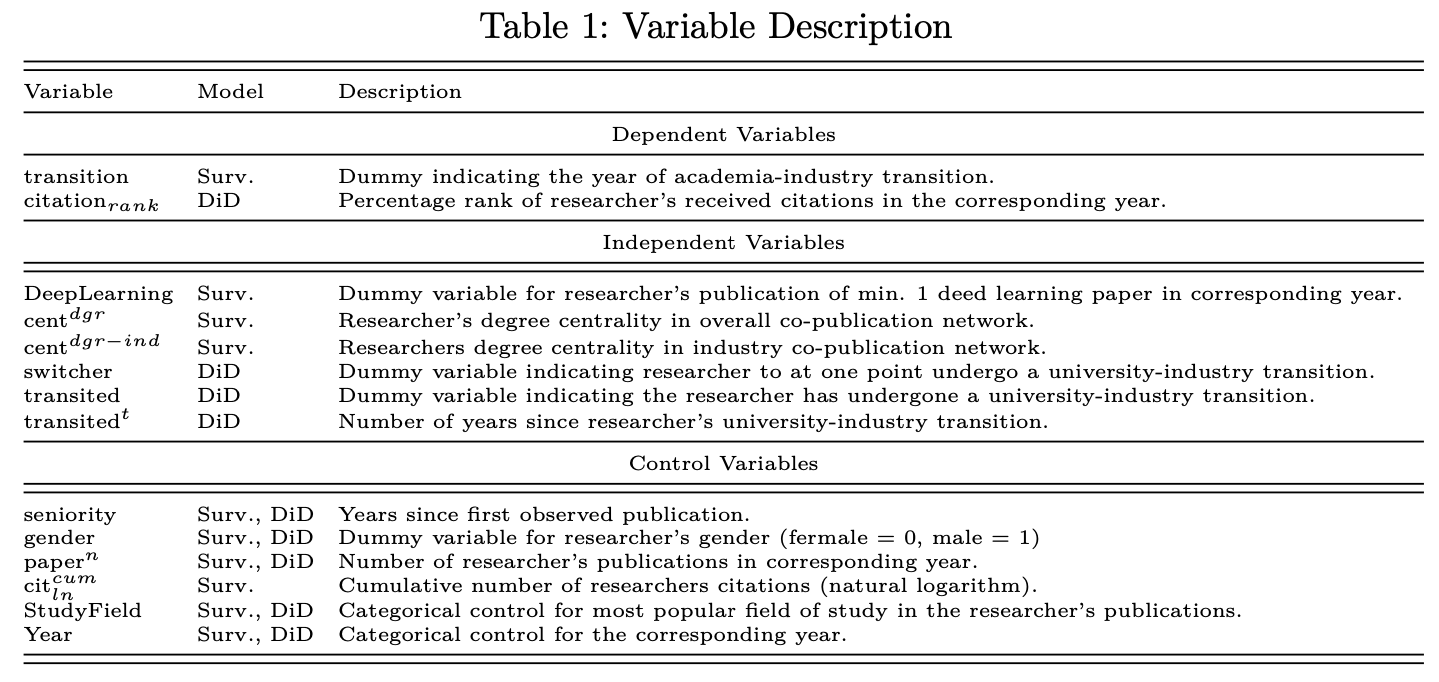 Table 1: Variable Description
Variable Model Description
Dependent Variables
transition Surv. Dummy indicating the year of academia-industry transition.
citation_rank DiD Percentage rank of researcher's received citations in the corresponding year.
Independent Variables
DeepLearning Surv. Dummy variable for researcher's publication of min. 1 deed learning paper in corresponding year.
cent^dgr Surv. Researcher's degree centrality in overall co-publication network.
cent^dgr-ind Surv. Researchers degree centrality in industry co-publication network.
switcher DiD Dummy variable indicating researcher to at one point undergo a university-industry transition.
transited DiD Dummy variable indicating the researcher has undergone a university-industry transition.
transited^t DiD Number of years since researcher's university-industry transition.
Control Variables
seniority Surv., DiD Years since first observed publication.
gender Surv., DiD Dummy variable for researcher's gender (fermale = 0, male = 1)
paper^n Surv., DiD Number of researcher's publications in corresponding year.
cit_ln^cum Surv. Cumulative number of researchers citations (natural logarithm).
StudyField Surv., DiD Categorical control for most popular field of study in the researcher's publications.
Year Surv., DiD Categorical control for the corresponding year.